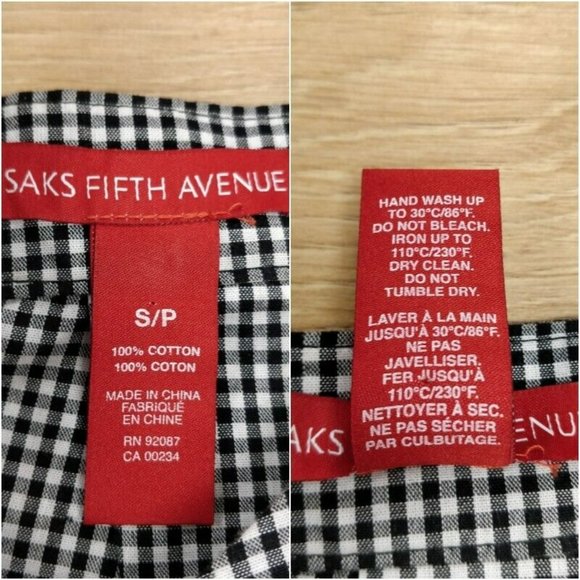 SAKS FIFTH AVENUE
S/P
100% COTTON
100% COTON
MADE IN CHINA
FABRIQUÉ
EN CHINE
RN 92087
CA 00234
HAND WASH UP
TO 30°C/86°F.
DO NOT BLEACH.
IRON UP TO
110°C/230°F.
DRY CLEAN.
DO NOT
TUMBLE DRY.
LAVER À LA MAIN
JUSQU'À 30°C/86°F.
NE PAS
JAVELLISER.
FER JUSQU'À
110°C/230°F.
NETTOYER À SEC.
NE PAS SÉCHER
PAR CULBUTAGE.
AKS ENU